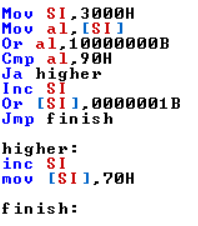 Mov SI,3000H
Mov al,[SI]
Or al,10000000B
Cmp al,90H
Ja higher
Inc SI
Or [SI],0000001B
Jmp finish
higher:
inc SI
mov [SI],70H
finish: